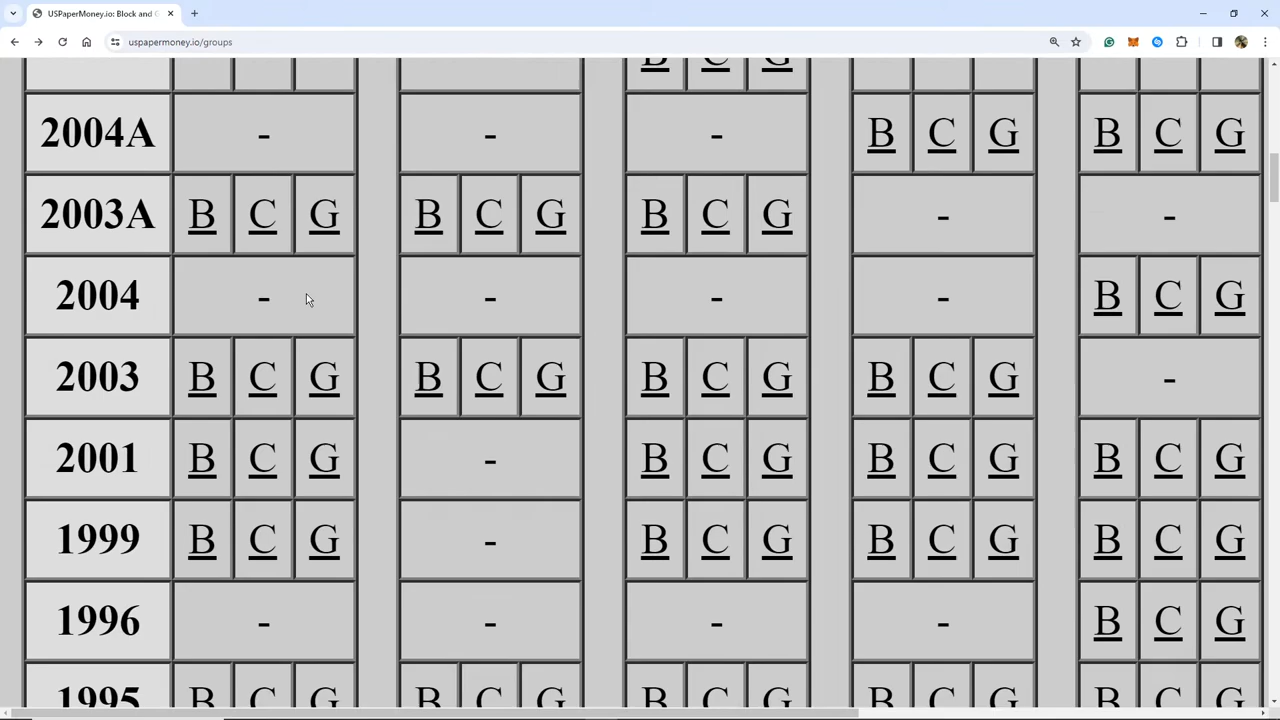 USPaperMoney.io: Block and G
uspapermoney.io/groups
B C G
2004A - - - B C G B C G
2003A B C G B C G B C G - -
2004 - - - - B C G
2003 B C G B C G B C G B C G -
2001 B C G - B C G B C G B C G
1999 B C G - B C G B C G B C G
1996 - - - - B C G
1995 B C G B C G B C G B C G B C G